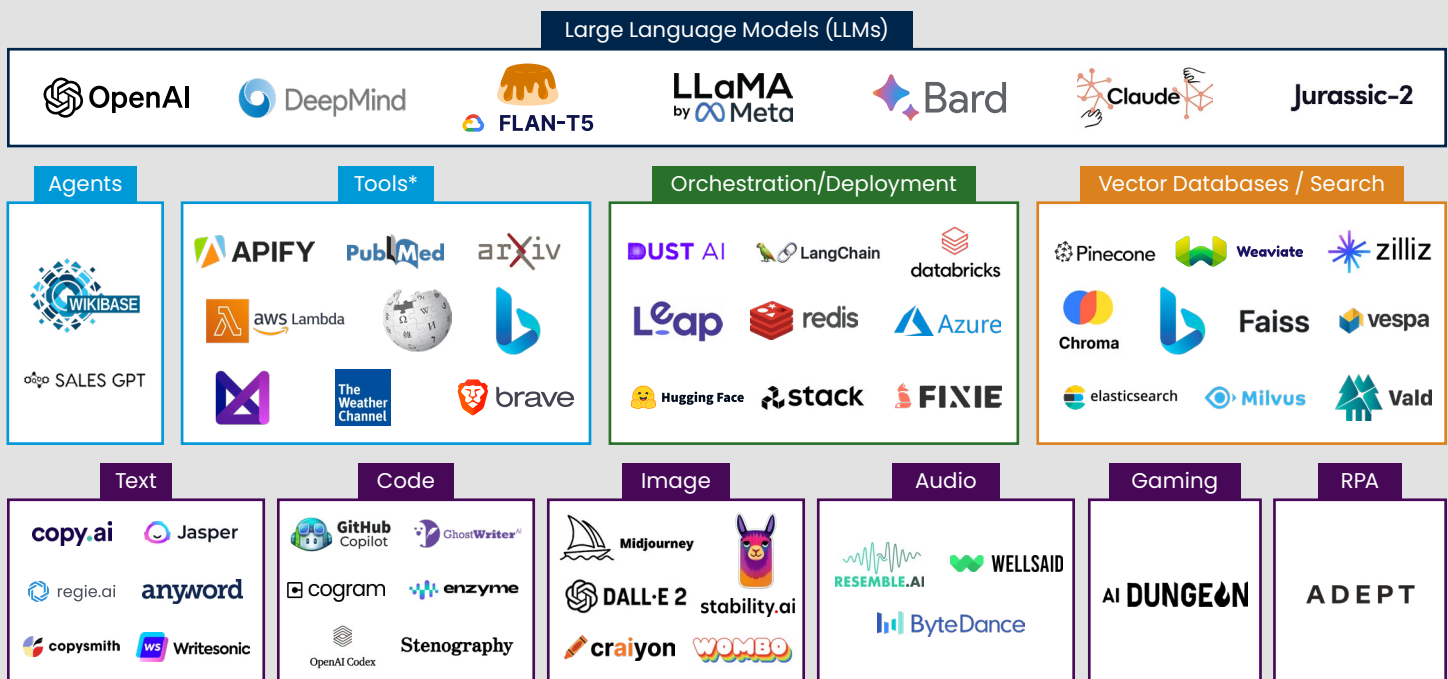 Large Language Models (LLMs)
OpenAI
DeepMind
FLAN-T5
LLaMA
by Meta
Bard
Claude
Jurassic-2
Agents
WIKIBASE
SALES GPT
Tools*
APIFY
PubMed
arXiv
aws Lambda
The
Weather
Channel
brave
Orchestration/Deployment
DUST AI
LangChain
databricks
Leap
redis
Azure
Hugging Face
stack
FIXIE
Vector Databases / Search
Pinecone
Weaviate
zilliz
Chroma
Faiss
vespa
elasticsearch
Milvus
Vald
Text
copy.ai
Jasper
regie.ai
anyword
copysmith
WS Writesonic
Code
GitHub
Copilot
GhostWriter AI
cogram
enzyme
OpenAI Codex
Stenography
Image
Midjourney
DALL·E 2
stability.ai
craiyon
WOMBO
Audio
RESEMBLE.AI
WELLSAID
ByteDance
Gaming
AI DUNGEON
RPA
ADEPT